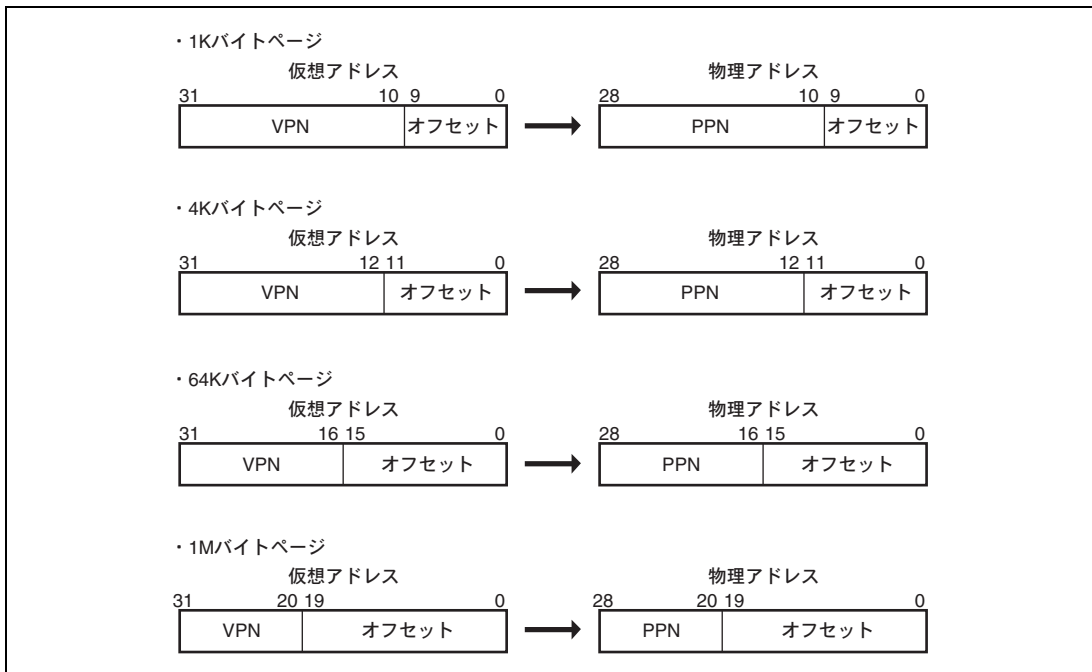 ・1Kバイトページ
仮想アドレス 物理アドレス
31 10 9 0 28 10 9 0
VPN オフセット PPN オフセット
・4Kバイトページ
仮想アドレス 物理アドレス
31 12 11 0 28 12 11 0
VPN オフセット PPN オフセット
・64Kバイトページ
仮想アドレス 物理アドレス
31 16 15 0 28 16 15 0
VPN オフセット PPN オフセット
・1Mバイトページ
仮想アドレス 物理アドレス
31 20 19 0 28 20 19 0
VPN オフセット PPN オフセット